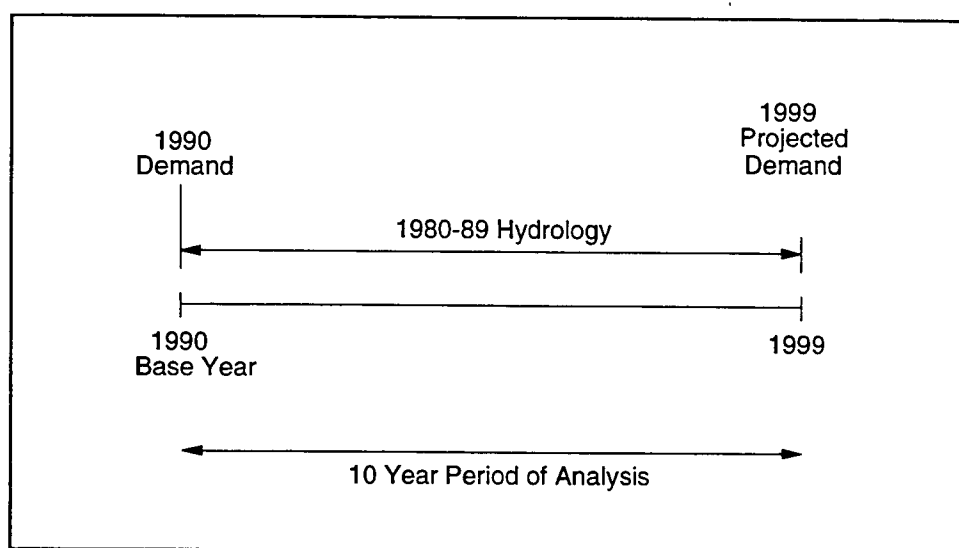 1990
Demand
1999
Projected
Demand
1980-89 Hydrology
1990
Base Year
1999
10 Year Period of Analysis